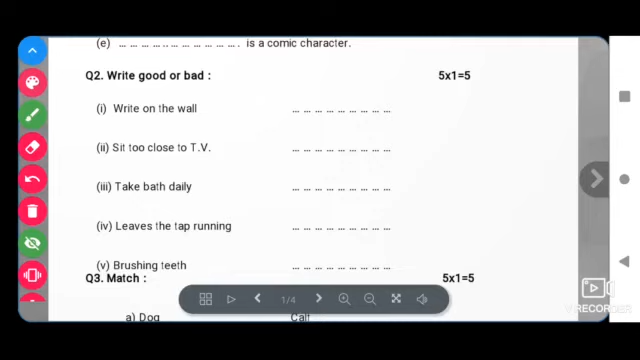 (e) … … … … .. … … … … … …. is a comic character.
Q2. Write good or bad : 5x1=5
(i) Write on the wall … … … … … … … … …
(ii) Sit too close to T.V. … … … … … … … … …
(iii) Take bath daily … … … … … … … … …
(iv) Leaves the tap running … … … … … … … … …
(v) Brushing teeth … … … … … … … … …
Q3. Match : 5x1=5
1/4
a) Dog Calf
V RECORDER